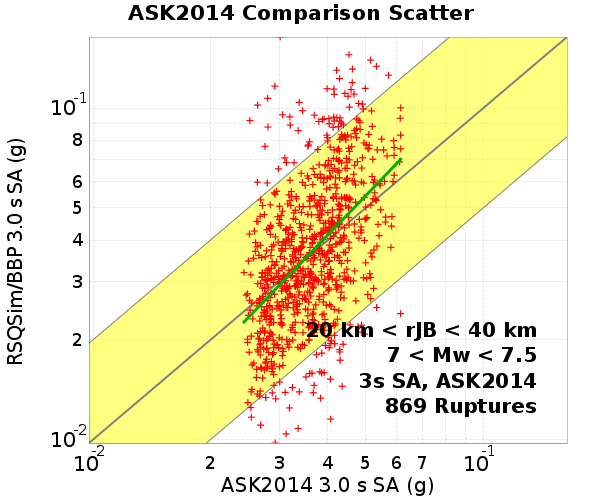 ASK2014 Comparison Scatter
RSQSim/BBP 3.0 s SA (g)
10-1
8
6
5
4
3
2
10-2
20 km < rJB < 40 km
7 < Mw < 7.5
3s SA, ASK2014
869 Ruptures
10-2 2 3 4 5 6 7 10-1
ASK2014 3.0 s SA (g)